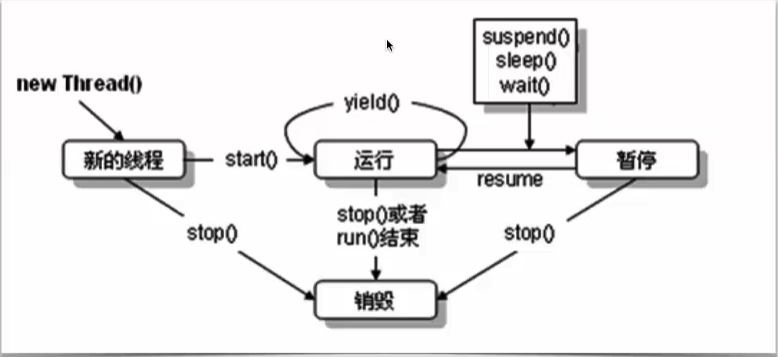 suspend()
sleep()
wait()
new Thread()
yield()
新的线程
start()
运行
暂停
resume
stop()或者
run()结束
stop()
stop()
销毁